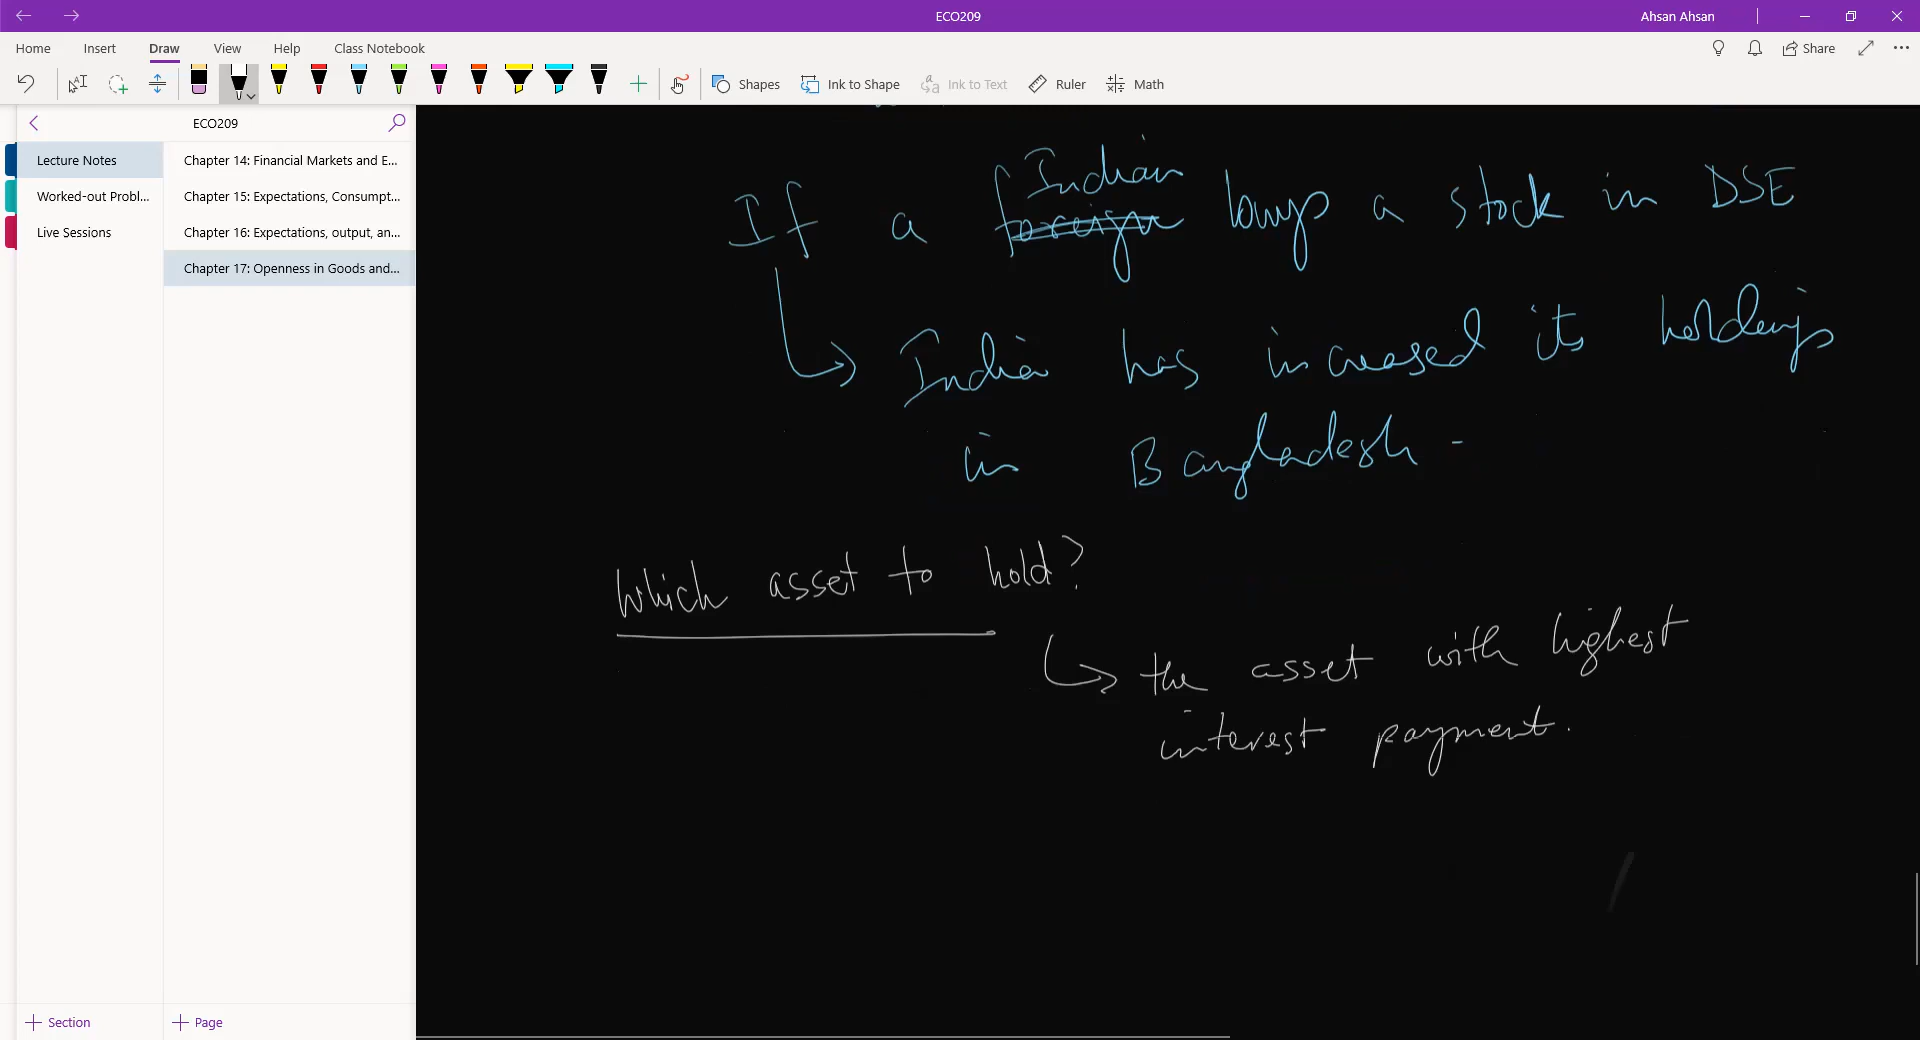 ECO209
Ahsan Ahsan
Home Insert Draw View Help Class Notebook
Share
Shapes Ink to Shape Ink to Text Ruler Math
ECO209
Lecture Notes
Worked-out Probl...
Live Sessions
Chapter 14: Financial Markets and E...
Chapter 15: Expectations, Consumpt...
Chapter 16: Expectations, output, an...
Chapter 17: Openness in Goods and...
Indian
If a foreign buys a stock in DSE
India has increased its holdings
in Bangladesh -
Which asset to hold?
the asset with highest
interest payment.
Section
Page